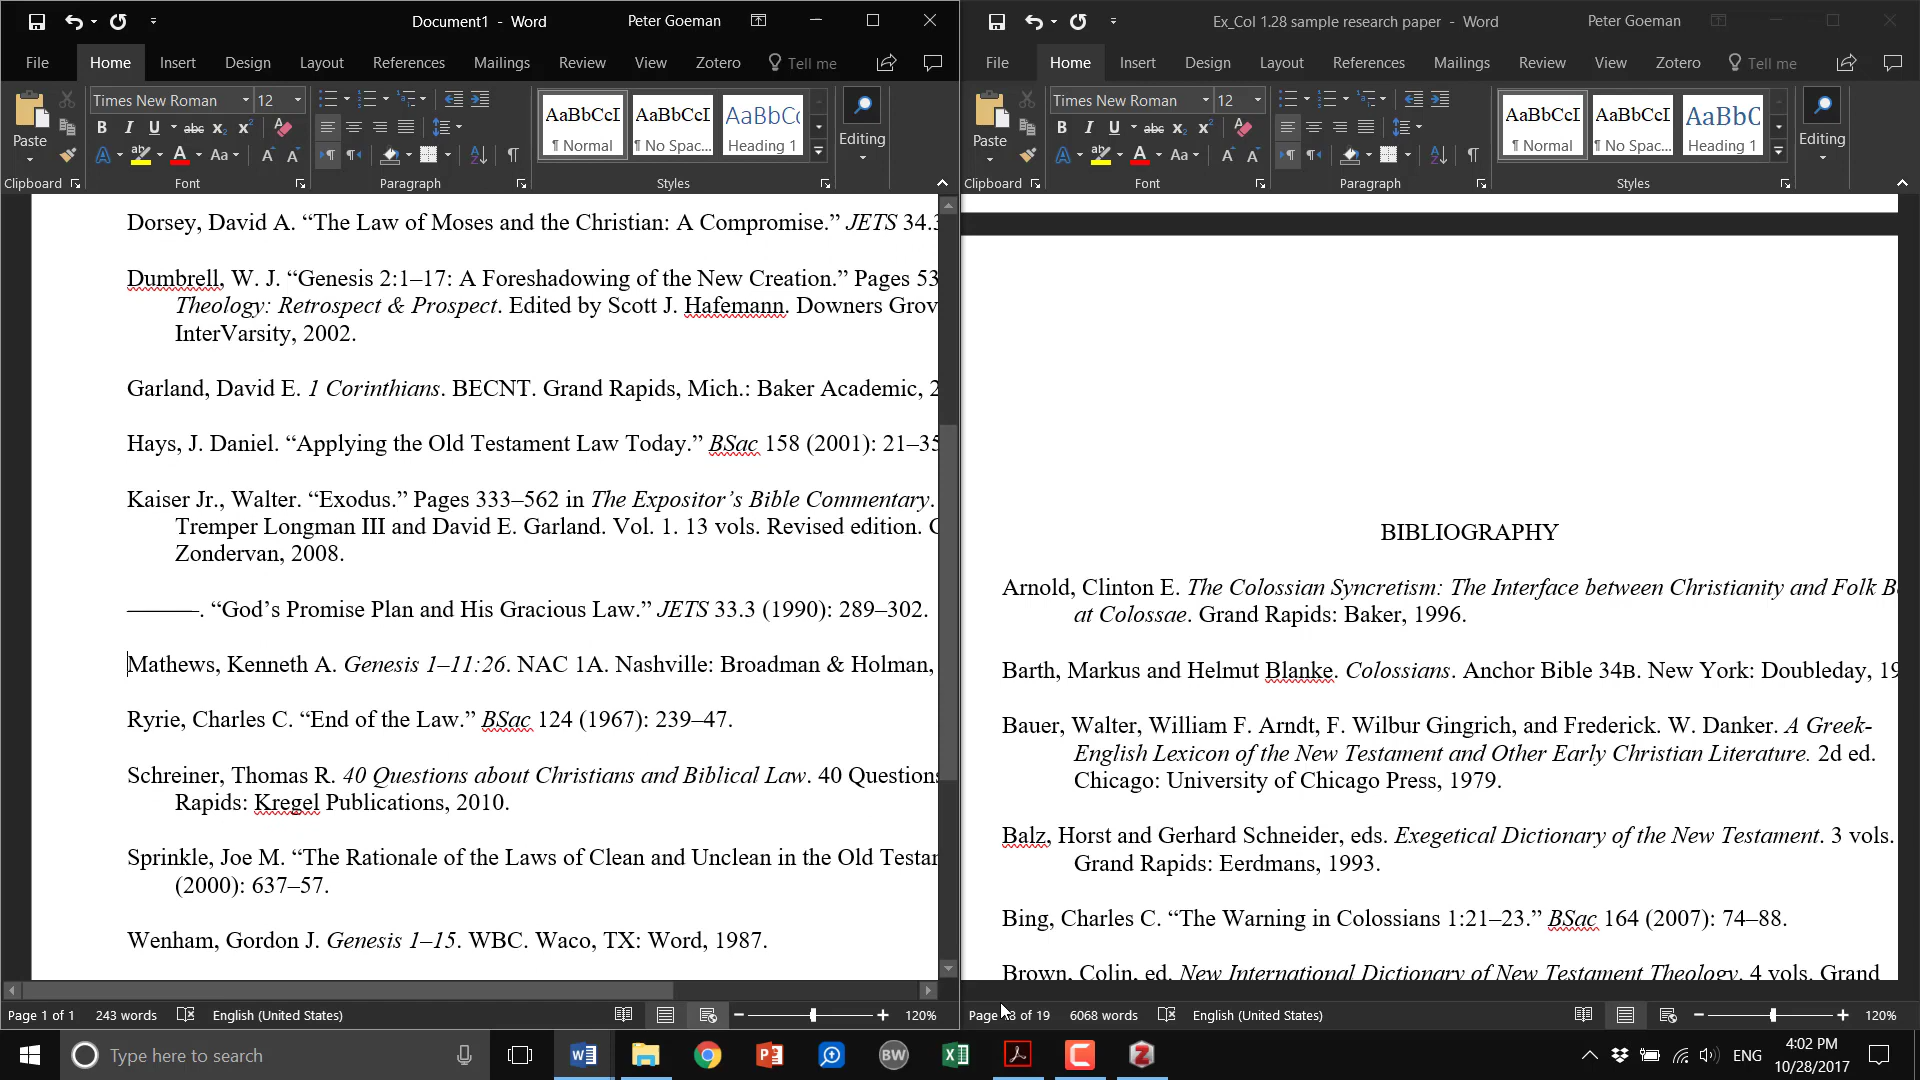 Document1 - Word
Peter Goeman
File Home Insert Design Layout References Mailings Review View Zotero Tell me
Paste
Times New Roman 12
AaBbCcI AaBbCcI AaBbCc
¶ Normal ¶ No Spac... Heading 1
Editing
Clipboard Font Paragraph Styles
Dorsey, David A. “The Law of Moses and the Christian: A Compromise.” JETS 34.3
Dumbrell, W. J. “Genesis 2:1–17: A Foreshadowing of the New Creation.” Pages 53
Theology: Retrospect & Prospect. Edited by Scott J. Hafemann. Downers Grov
InterVarsity, 2002.
Garland, David E. 1 Corinthians. BECNT. Grand Rapids, Mich.: Baker Academic, 2
Hays, J. Daniel. “Applying the Old Testament Law Today.” BSac 158 (2001): 21–35
Kaiser Jr., Walter. “Exodus.” Pages 333–562 in The Expositor’s Bible Commentary.
Tremper Longman III and David E. Garland. Vol. 1. 13 vols. Revised edition. G
Zondervan, 2008.
———. “God’s Promise Plan and His Gracious Law.” JETS 33.3 (1990): 289–302.
Mathews, Kenneth A. Genesis 1–11:26. NAC 1A. Nashville: Broadman & Holman,
Ryrie, Charles C. “End of the Law.” BSac 124 (1967): 239–47.
Schreiner, Thomas R. 40 Questions about Christians and Biblical Law. 40 Questions
Rapids: Kregel Publications, 2010.
Sprinkle, Joe M. “The Rationale of the Laws of Clean and Unclean in the Old Testar
(2000): 637–57.
Wenham, Gordon J. Genesis 1–15. WBC. Waco, TX: Word, 1987.
Page 1 of 1 243 words English (United States) 120%
Ex_Col 1.28 sample research paper - Word
Peter Goeman
File Home Insert Design Layout References Mailings Review View Zotero Tell me
Paste
Times New Roman 12
AaBbCcI AaBbCcI AaBbC
¶ Normal ¶ No Spac... Heading 1
Editing
Clipboard Font Paragraph Styles
BIBLIOGRAPHY
Arnold, Clinton E. The Colossian Syncretism: The Interface between Christianity and Folk B
at Colossae. Grand Rapids: Baker, 1996.
Barth, Markus and Helmut Blanke. Colossians. Anchor Bible 34B. New York: Doubleday, 19
Bauer, Walter, William F. Arndt, F. Wilbur Gingrich, and Frederick. W. Danker. A Greek-
English Lexicon of the New Testament and Other Early Christian Literature. 2d ed.
Chicago: University of Chicago Press, 1979.
Balz, Horst and Gerhard Schneider, eds. Exegetical Dictionary of the New Testament. 3 vols.
Grand Rapids: Eerdmans, 1993.
Bing, Charles C. “The Warning in Colossians 1:21–23.” BSac 164 (2007): 74–88.
Brown, Colin, ed. New International Dictionary of New Testament Theology. 4 vols. Grand
Page of 19 6068 words English (United States) 120%
Type here to search
ENG
4:02 PM
10/28/2017